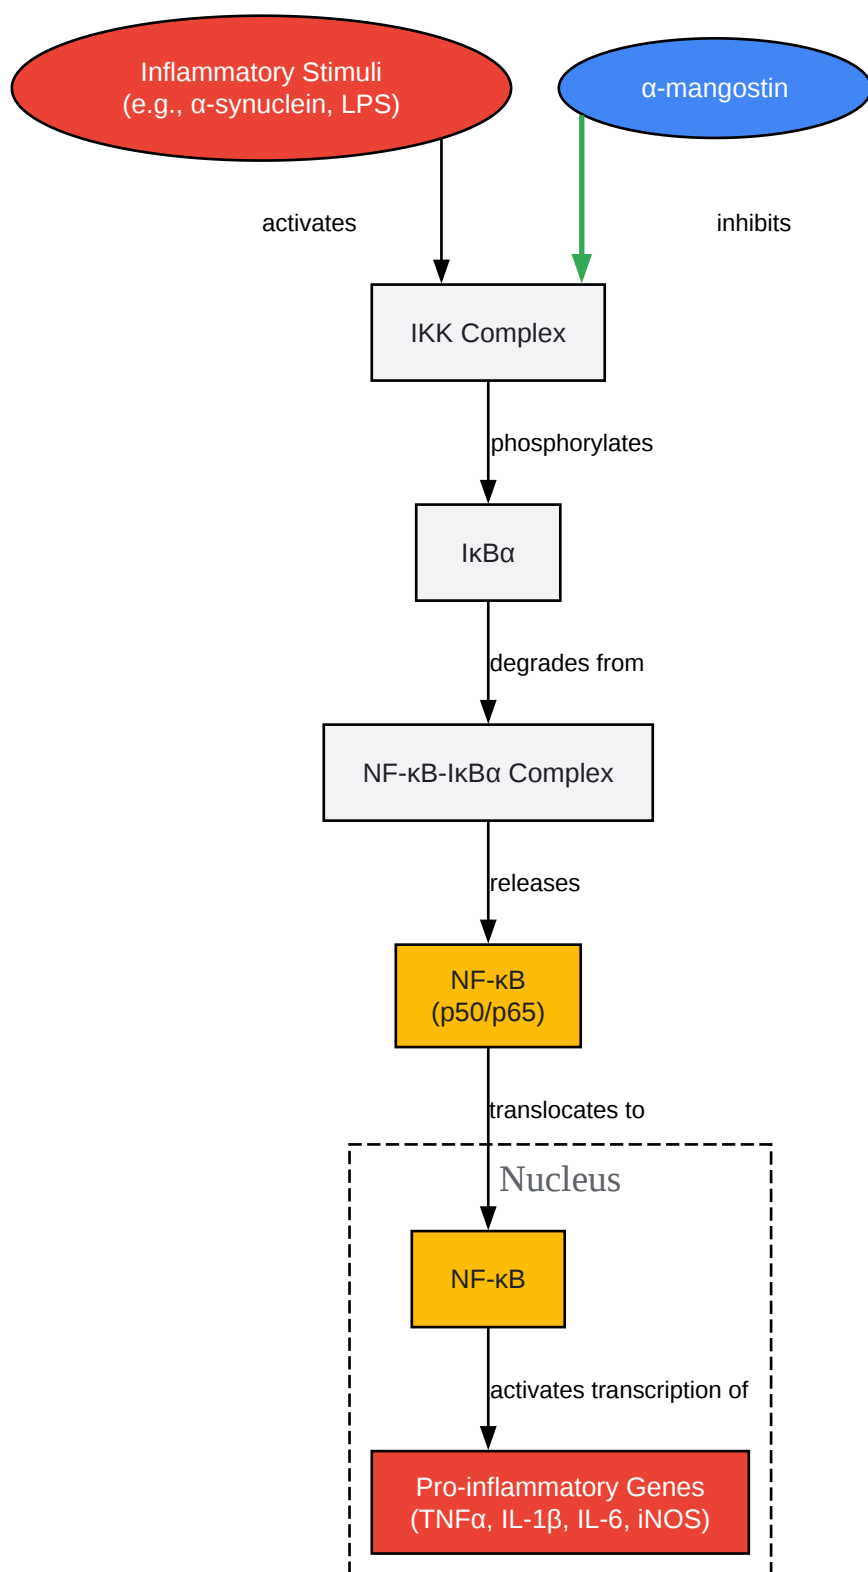 Inflammatory Stimuli
(e.g., α-synuclein, LPS)
α-mangostin
activates
inhibits
IKK Complex
phosphorylates
IκBα
degrades from
NF-κB-IκBα Complex
releases
NF-κB
(p50/p65)
translocates to
Nucleus
NF-κB
activates transcription of
Pro-inflammatory Genes
(TNFα, IL-1β, IL-6, iNOS)